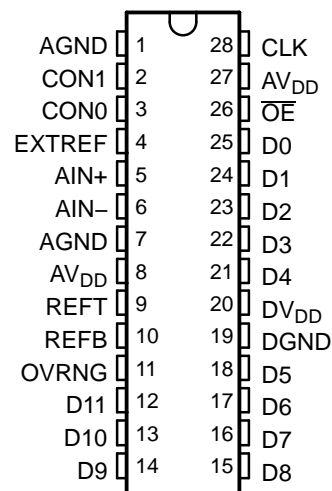 AGND 1 28 CLK
CON1 2 27 AVDD
CON0 3 26 O̅E̅
EXTREF 4 25 D0
AIN+ 5 24 D1
AIN– 6 23 D2
AGND 7 22 D3
AVDD 8 21 D4
REFT 9 20 DVDD
REFB 10 19 DGND
OVRNG 11 18 D5
D11 12 17 D6
D10 13 16 D7
D9 14 15 D8